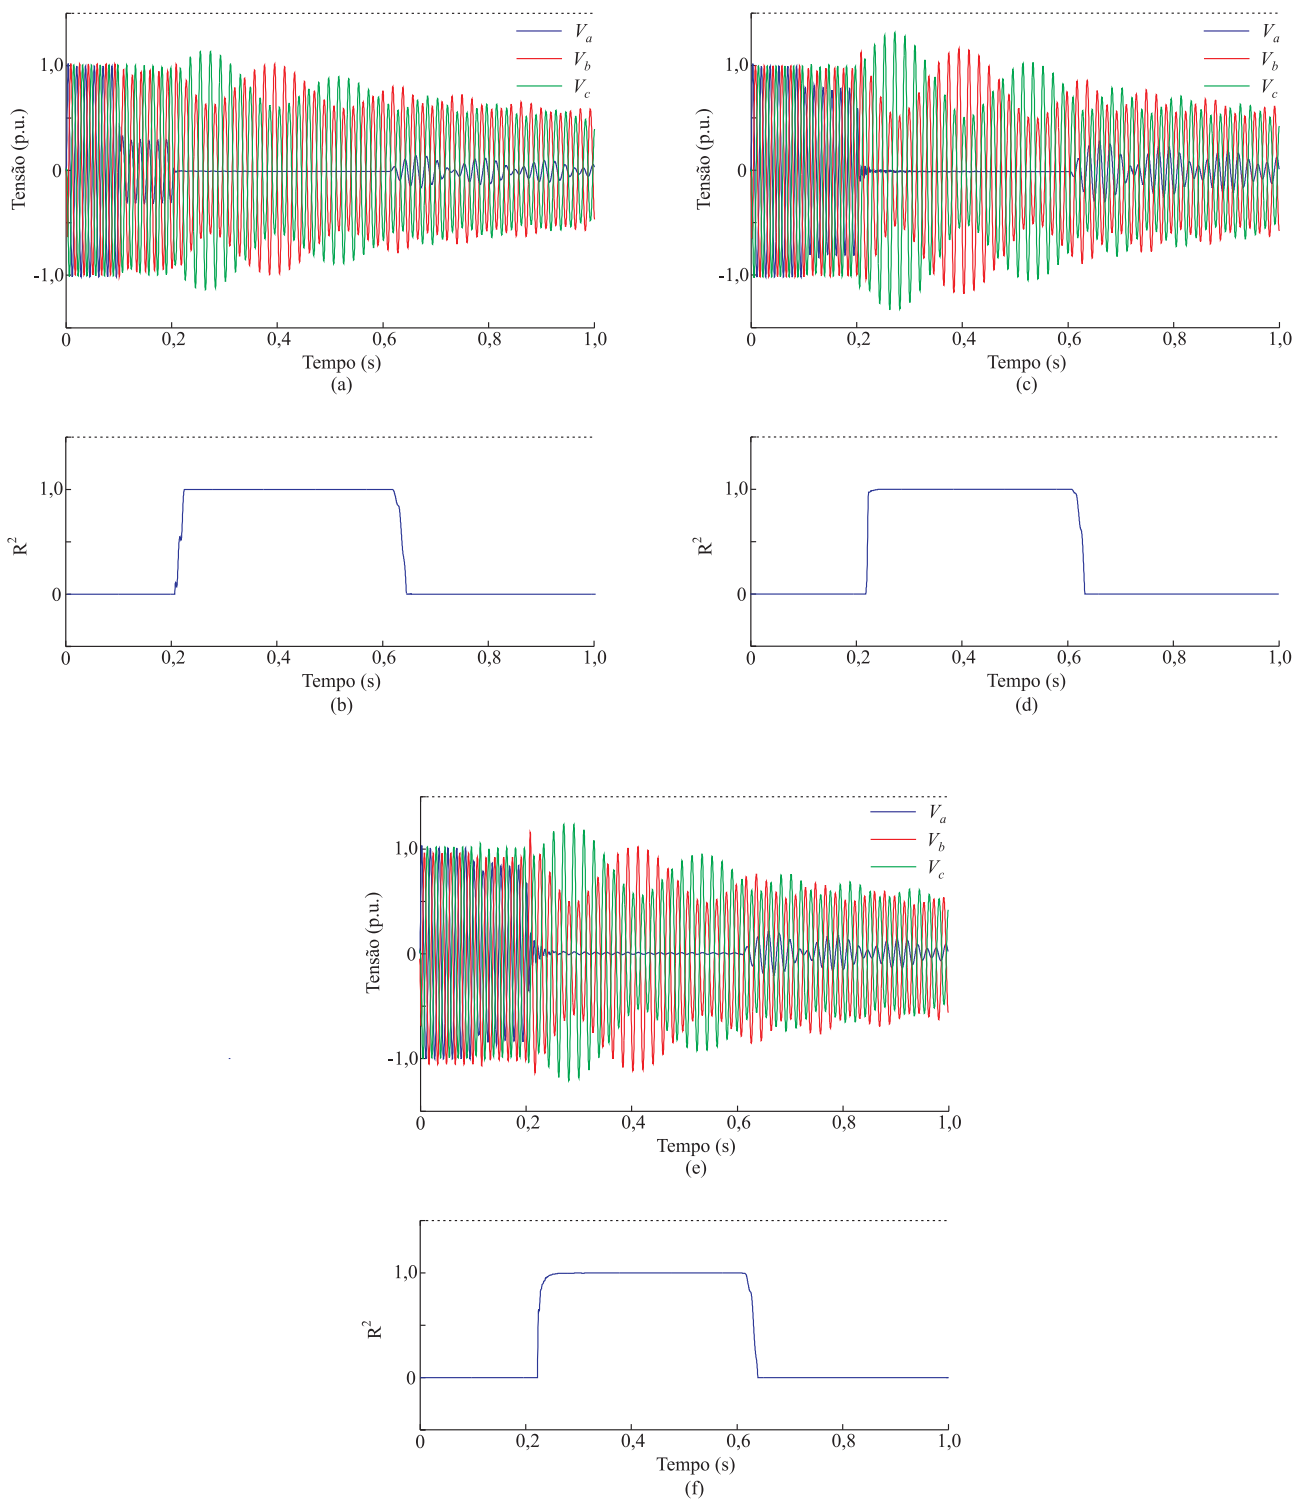 V_a
V_b
V_c
1,0
0
-1,0
Tensão (p.u.)
0 0,2 0,4 0,6 0,8 1,0
Tempo (s)
(a)
V_a
V_b
V_c
1,0
0
-1,0
Tensão (p.u.)
0 0,2 0,4 0,6 0,8 1,0
Tempo (s)
(c)
1,0
0
R^2
0 0,2 0,4 0,6 0,8 1,0
Tempo (s)
(b)
1,0
0
R^2
0 0,2 0,4 0,6 0,8 1,0
Tempo (s)
(d)
V_a
V_b
V_c
1,0
0
-1,0
Tensão (p.u.)
0 0,2 0,4 0,6 0,8 1,0
Tempo (s)
(e)
1,0
0
R^2
0 0,2 0,4 0,6 0,8 1,0
Tempo (s)
(f)